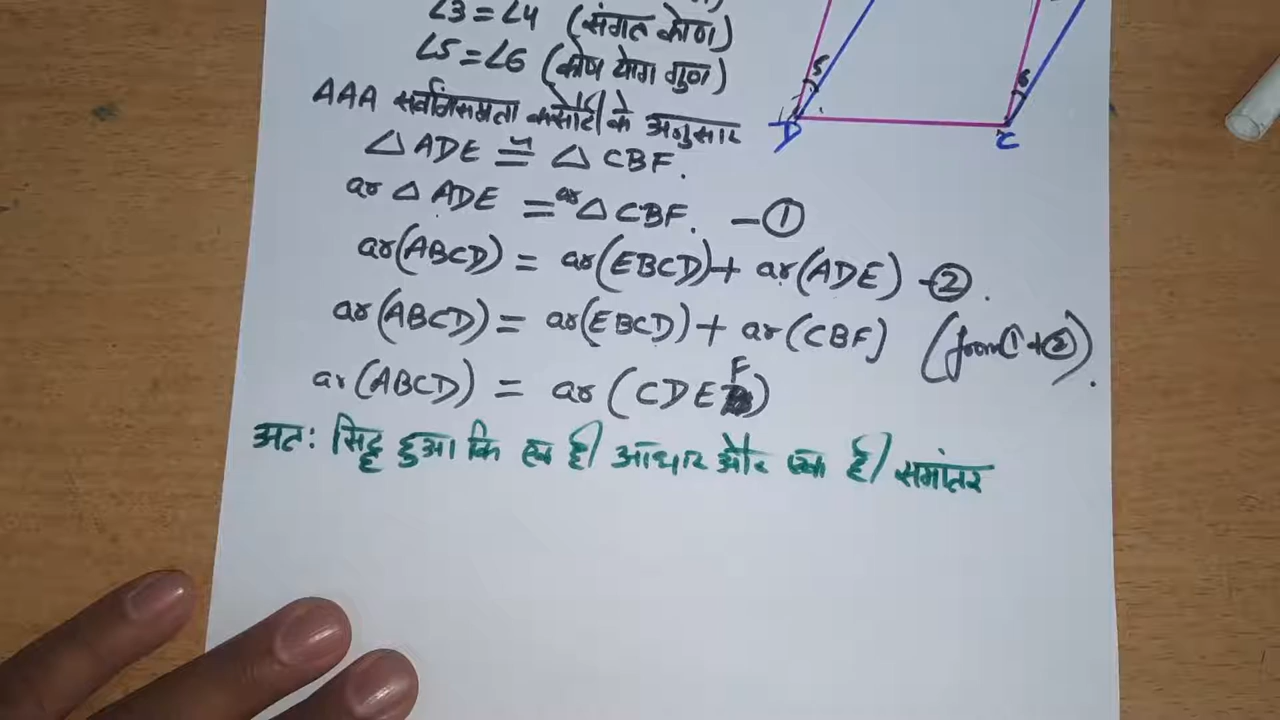 ∠3 = ∠4 (संगत कोण)
∠5 = ∠6 (कोण योग गुण)
AAA सर्वांगसमता कसौटी के अनुसार
△ ADE ≅ △ CBF.
ar △ ADE = ar △ CBF. — ①
ar(ABCD) = ar(EBCD) + ar(ADE) — ②.
ar(ABCD) = ar(EBCD) + ar(CBF) (from ① + ②).
ar(ABCD) = ar(CDEF)
अतः सिद्ध हुआ कि एक ही आधार और एक ही समांतर
5
6
D
C